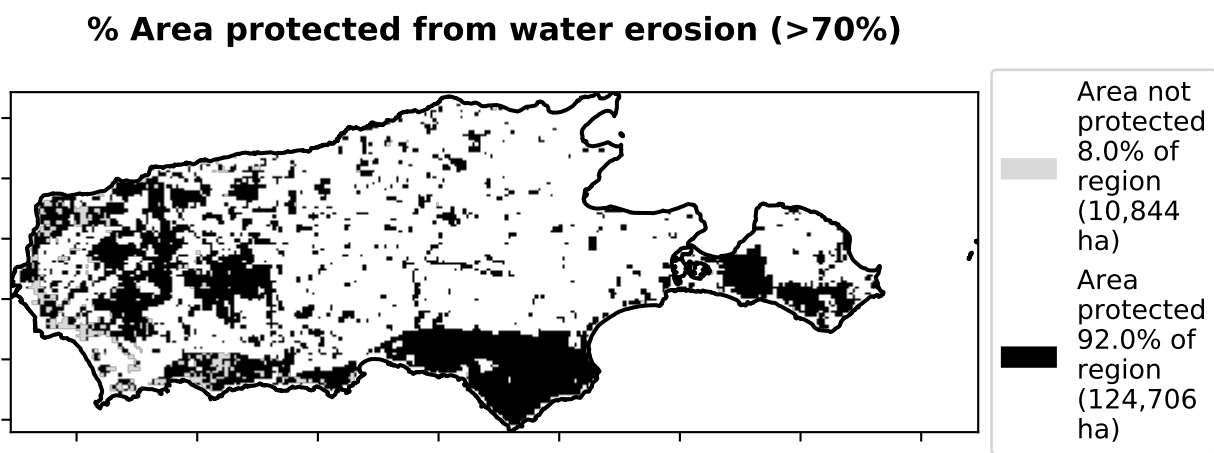 % Area protected from water erosion (>70%)
Area not
protected
8.0% of
region
(10,844
ha)
Area
protected
92.0% of
region
(124,706
ha)